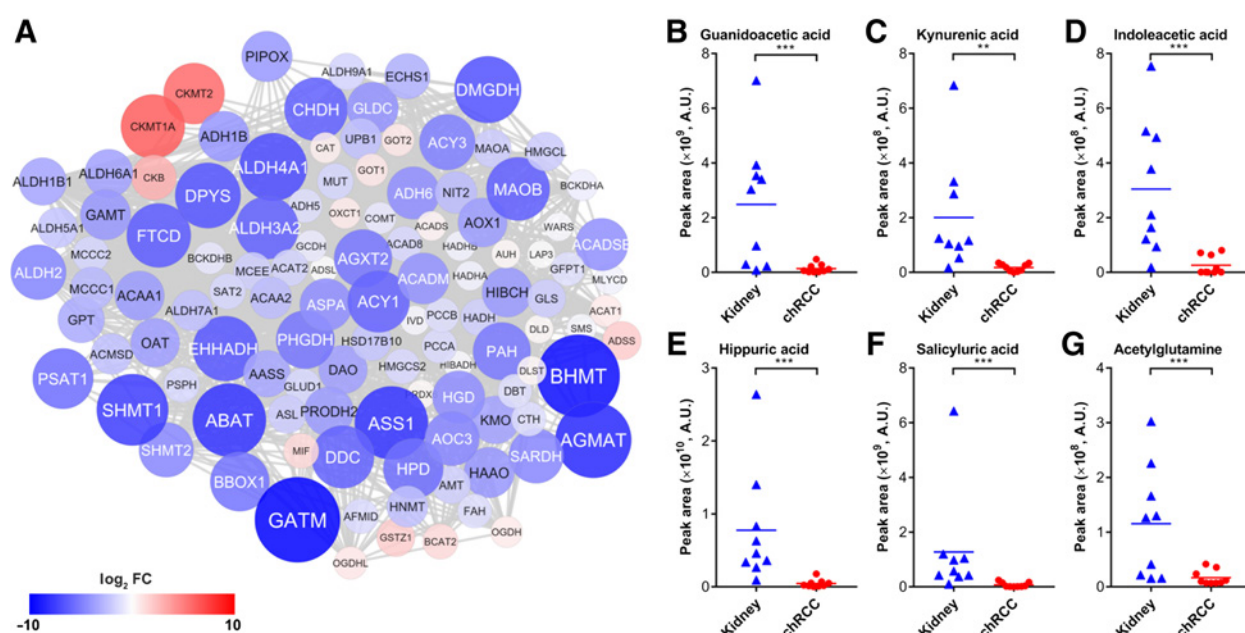 A
PIPOX
ALDH9A1
ECHS1
DMGDH
CKMT2
CHDH
GLDC
CKMT1A
ADH1B
UPB1
GOT2
ACY3
CAT
MAOA
HMGCL
ALDH4A1
GOT1
ALDH1B1
ALDH6A1
CKB
DPYS
MUT
ADH6
NIT2
MAOB
BCKDHA
GAMT
ADH5
OXCT1
COMT
ACADS
AOX1
WARS
ALDH5A1
FTCD
ALDH3A2
GCDH
ACAD8
HADHB
AUH
LAP3
ACADSB
MCCC2
BCKDHB
MCEE
ACAT2
ADSL
AGXT2
ACADM
HADHA
GFPT1
MLYCD
ALDH2
MCCC1
ACAA1
SAT2
ACAA2
ASPA
ACY1
HIBCH
GLS
GPT
ALDH7A1
IVD
PCCB
HADH
DLD
SMS
ACAT1
ADSS
OAT
ACMSD
EHHADH
PHGDH
HSD17B10
PCCA
PAH
PSAT1
PSPH
AASS
GLUD1
DAO
HMGCS2
HIBADH
DLST
BHMT
SHMT1
ABAT
ASL
PRODH2
ASS1
HGD
DBT
KMO
CTH
AGMAT
SHMT2
MIF
DDC
AOC3
SARDH
BBOX1
HPD
HAAO
AMT
GATM
AFMID
HNMT
FAH
GSTZ1
BCAT2
OGDH
OGDHL
log2 FC
−10
10
B
Guanidoacetic acid
***
Peak area (×10⁹, A.U.)
8
6
4
2
0
Kidney
chRCC
C
Kynurenic acid
**
Peak area (×10⁸, A.U.)
8
6
4
2
0
Kidney
chRCC
D
Indoleacetic acid
***
Peak area (×10⁸, A.U.)
8
6
4
2
0
Kidney
chRCC
E
Hippuric acid
***
Peak area (×10¹⁰, A.U.)
3
2
1
0
Kidney
chRCC
F
Salicyluric acid
***
Peak area (×10⁹, A.U.)
8
6
4
2
0
Kidney
chRCC
G
Acetylglutamine
***
Peak area (×10⁸, A.U.)
4
3
2
1
0
Kidney
chRCC